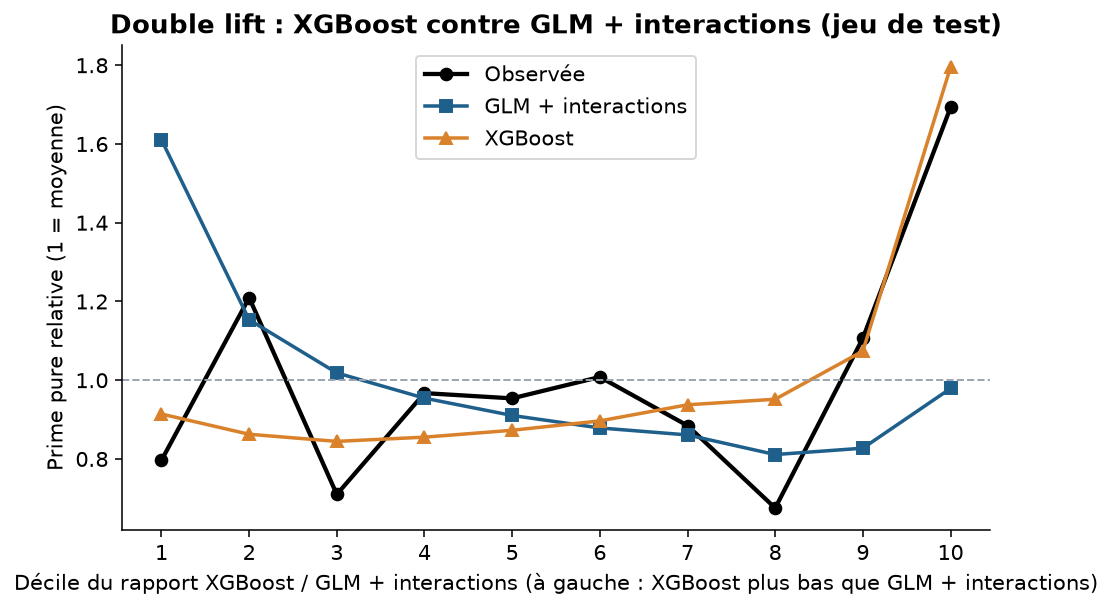 Double lift : XGBoost contre GLM + interactions (jeu de test)
Prime pure relative (1 = moyenne)
1.8
1.6
1.4
1.2
1.0
0.8
Observée
GLM + interactions
XGBoost
1 2 3 4 5 6 7 8 9 10
Décile du rapport XGBoost / GLM + interactions (à gauche : XGBoost plus bas que GLM + interactions)